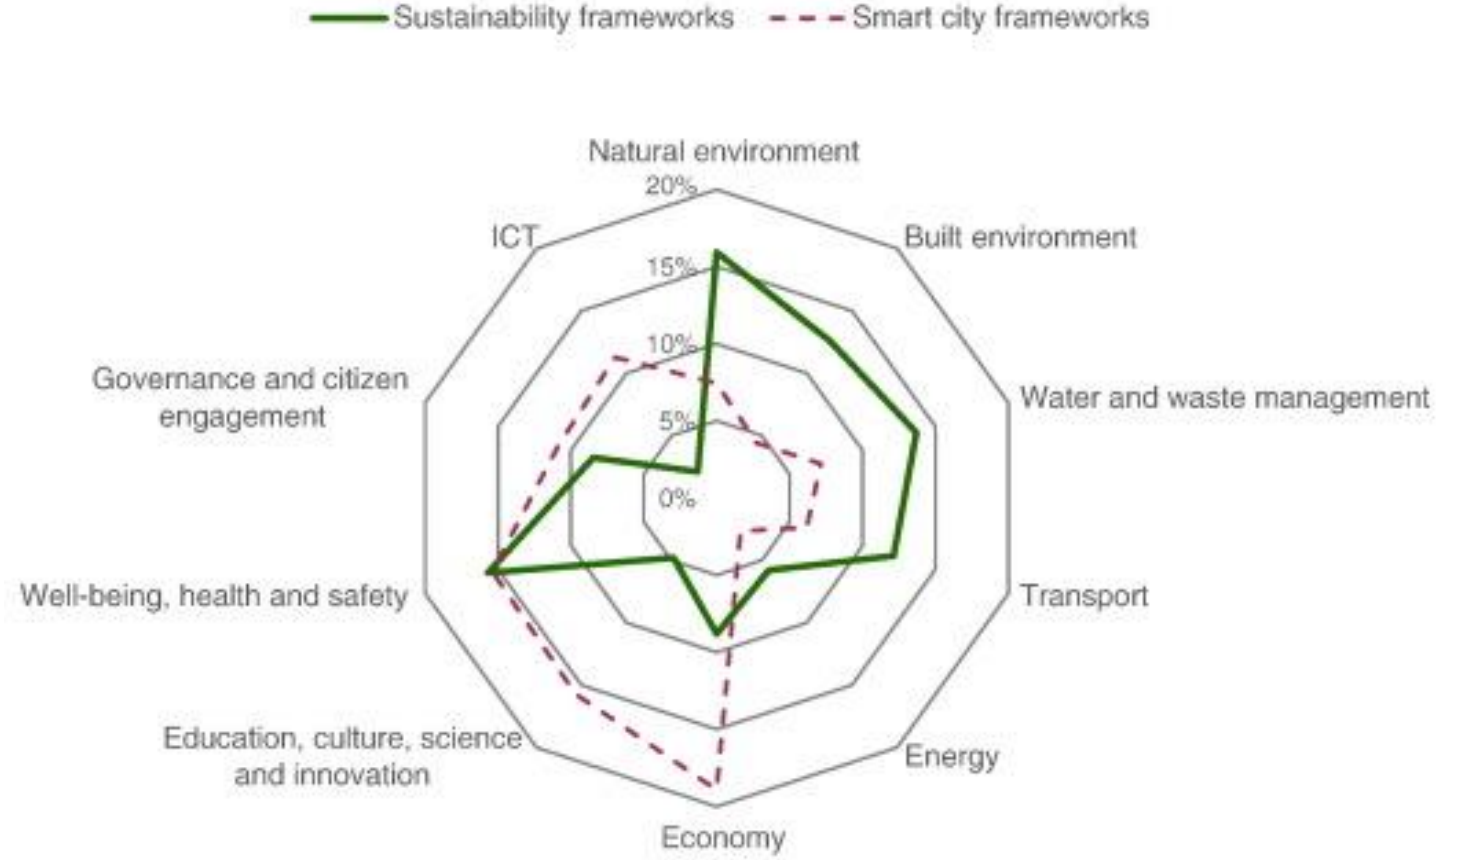 Sustainability frameworks Smart city frameworks
Natural environment
20%
ICT
Built environment
15%
10%
Governance and citizen
engagement
Water and waste management
5%
0%
Well-being, health and safety
Transport
Education, culture, science
and innovation
Energy
Economy